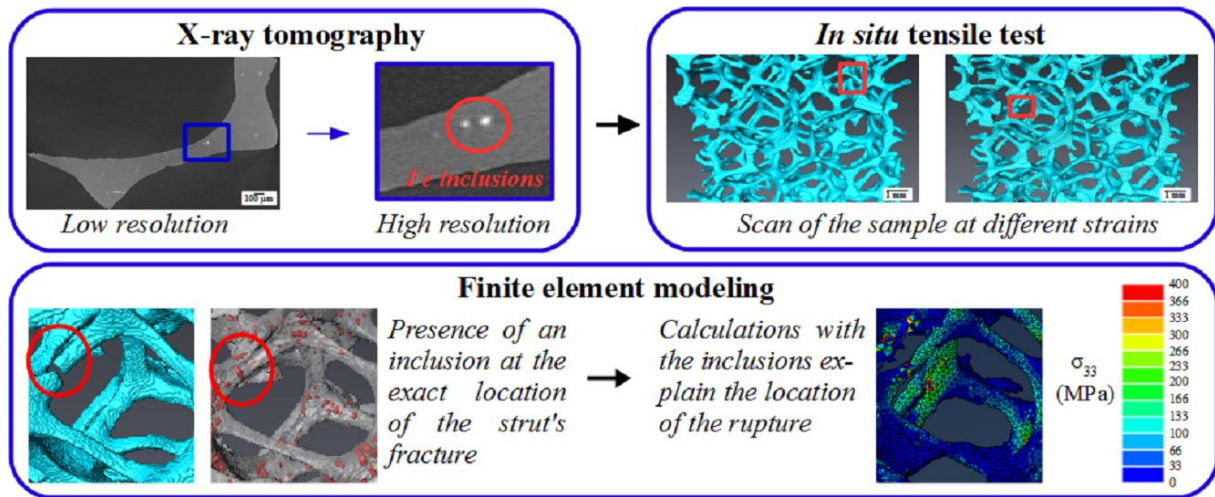 X-ray tomography
100 µm
Fe inclusions
Low resolution
High resolution
In situ tensile test
1 mm
1 mm
Scan of the sample at different strains
Finite element modeling
Presence of an
inclusion at the
exact location
of the strut's
fracture
Calculations with
the inclusions ex-
plain the location
of the rupture
σ33
(MPa)
400
366
333
300
266
233
200
166
133
100
66
33
0